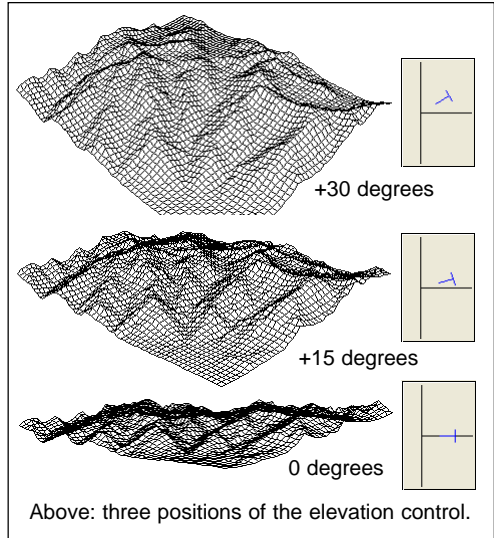 +30 degrees
+15 degrees
0 degrees
Above: three positions of the elevation control.